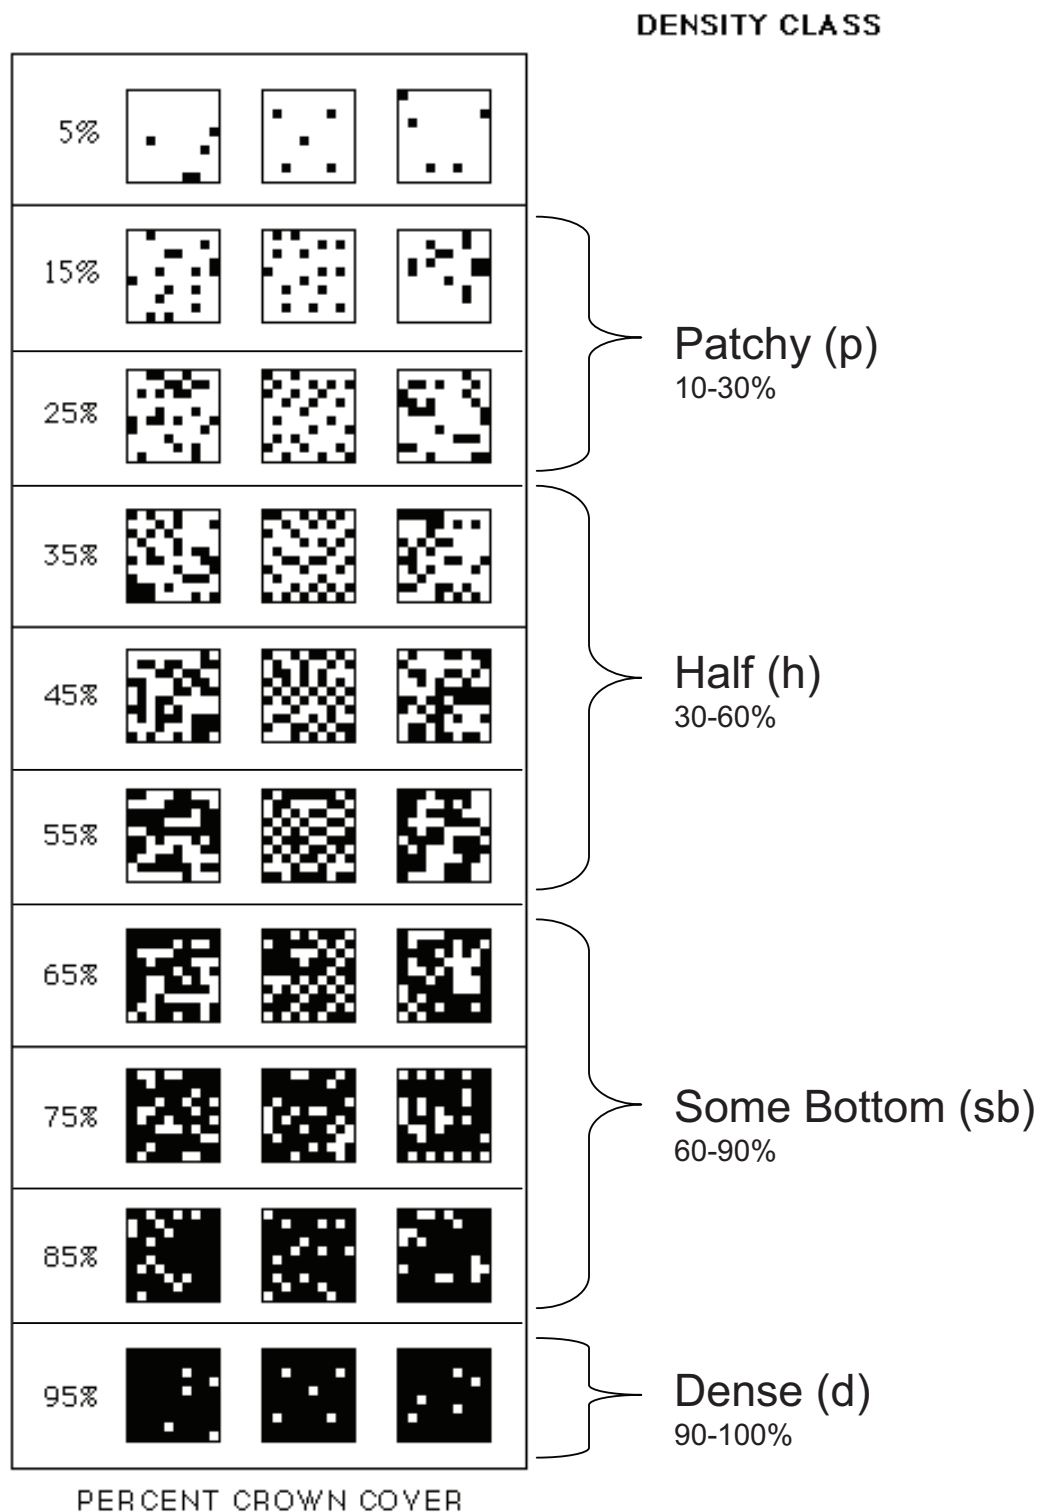 DENSITY CLASS
5%
15%
25%
Patchy (p)
10-30%
35%
45%
55%
Half (h)
30-60%
65%
75%
85%
Some Bottom (sb)
60-90%
95%
Dense (d)
90-100%
PERCENT CROWN COVER